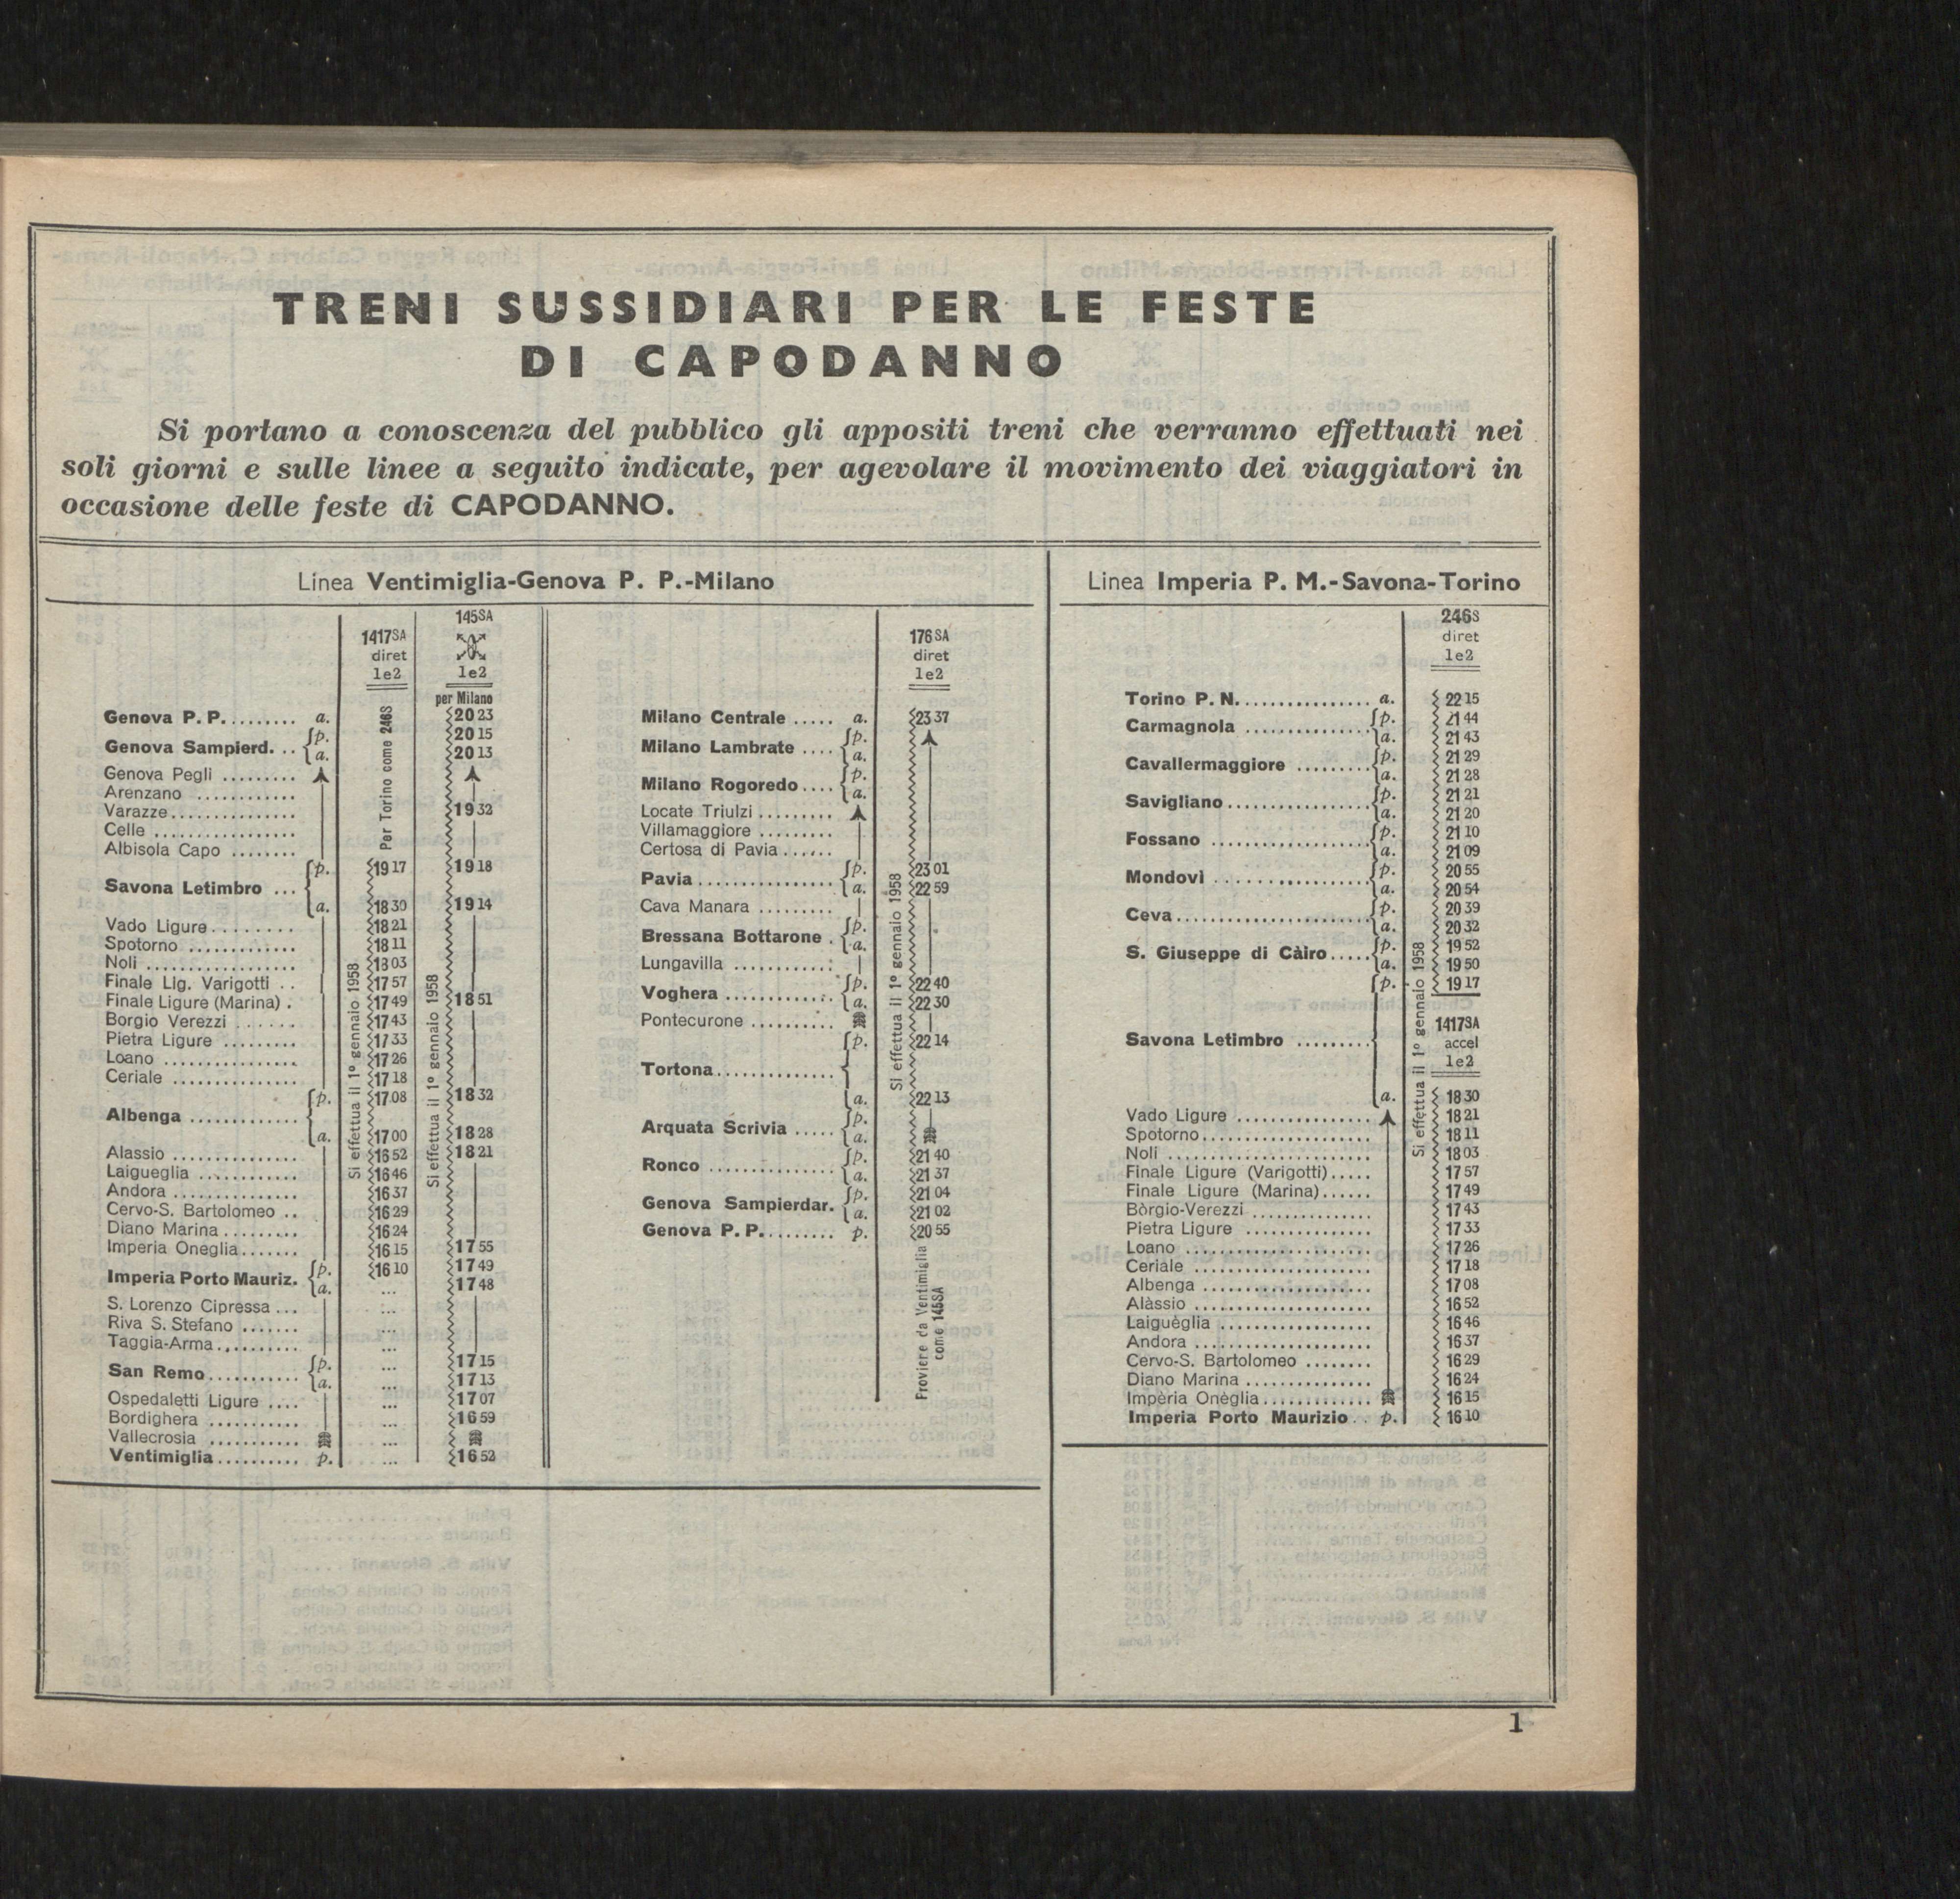 TRENI SUSSIDIARI PER LE FESTE
DI CAPODANNO
Si portano a conoscenza del pubblico gli appositi treni che verranno effettuati nei
soli giorni e sulle linee a seguito indicate, per agevolare il movimento dei viaggiatori in
occasione delle feste di CAPODANNO.
Linea Ventimiglia-Genova P. P.-Milano
145SA
1417SA
diret
1e2 1e2
per Milano
Genova P. P......... a. 20 23
Genova Sampierd. .. p. 20 15
a. 20 13
Genova Pegli .........
Arenzano ............
Varazze............... 19 32
Celle .................
Albisola Capo ........
Savona Letimbro ... p. 19 17 19 18
a. 18 30 19 14
Vado Ligure......... 18 21
Spotorno ............. 18 11
Noli .................. 18 03
Finale Llg. Varigotti .. 17 57
Finale Ligure (Marina) . 17 49 18 51
Borgio Verezzi ...... 17 43
Pietra Ligure ......... 17 33
Loano ................ 17 26
Ceriale ............... 17 18
Albenga ............. p. 17 08 18 32
a. 17 00 18 28
Alassio ............... 16 52 18 21
Laigueglia ............ 16 46
Andora ............... 16 37
Cervo-S. Bartolomeo .. 16 29
Diano Marina......... 16 24
Imperia Oneglia....... 16 15 17 55
Imperia Porto Mauriz. p. 16 10 17 49
a. ... 17 48
S. Lorenzo Cipressa ... ...
Riva S. Stefano ....... ...
Taggia-Arma.......... ...
San Remo........... p. ... 17 15
a. ... 17 13
Ospedaletti Ligure .... ... 17 07
Bordighera ........... ... 16 59
Vallecrosia ........... ...
Ventimiglia.......... p. ... 16 52
Per Torino come 246S
Si effettua il 1º gennaio 1958
Si effettua il 1º gennaio 1958
176SA
diret
1e2
Milano Centrale ..... a. 23 37
Milano Lambrate .... p.
a.
Milano Rogoredo.... p.
a.
Locate Triulzi .........
Villamaggiore .........
Certosa di Pavia......
Pavia ................ p. 23 01
a. 22 59
Cava Manara .........
Bressana Bottarone . p.
a.
Lungavilla ............
Voghera ............. p. 22 40
a. 22 30
Pontecurone ..........
Tortona.............. p. 22 14
a. 22 13
Arquata Scrivia ..... p.
a.
Ronco ............... p. 21 40
a. 21 37
Genova Sampierdar. p. 21 04
a. 21 02
Genova P. P.......... p. 20 55
Si effettua il 1º gennaio 1958
Proviere da Ventimiglia
come 145SA
Linea Imperia P. M.-Savona-Torino
246S
diret
1e2
Torino P. N................. a. 22 15
Carmagnola ............... p. 21 44
a. 21 43
Cavallermaggiore ......... p. 21 29
a. 21 28
Savigliano.................. p. 21 21
a. 21 20
Fossano ................... p. 21 10
a. 21 09
Mondovì ................... p. 20 55
a. 20 54
Ceva........................ p. 20 39
a. 20 32
S. Giuseppe di Càiro..... p. 19 52
a. 19 50
p. 19 17
1417SA
Savona Letimbro ......... accel
1e2
a. 18 30
Vado Ligure ................ 18 21
Spotorno.................... 18 11
Noli ......................... 18 03
Finale Ligure (Varigotti)..... 17 57
Finale Ligure (Marina)...... 17 49
Bòrgio-Verezzi .............. 17 43
Pietra Ligure ............... 17 33
Loano ...................... 17 26
Ceriale ..................... 17 18
Albenga .................... 17 08
Alàssio ..................... 16 52
Laiguéglia .................. 16 46
Andora ..................... 16 37
Cervo-S. Bartolomeo ........ 16 29
Diano Marina ............... 16 24
Impèria Onéglia............. 16 15
Imperia Porto Maurizio .. p. 16 10
Si effettua il 1º gennaio 1958
1